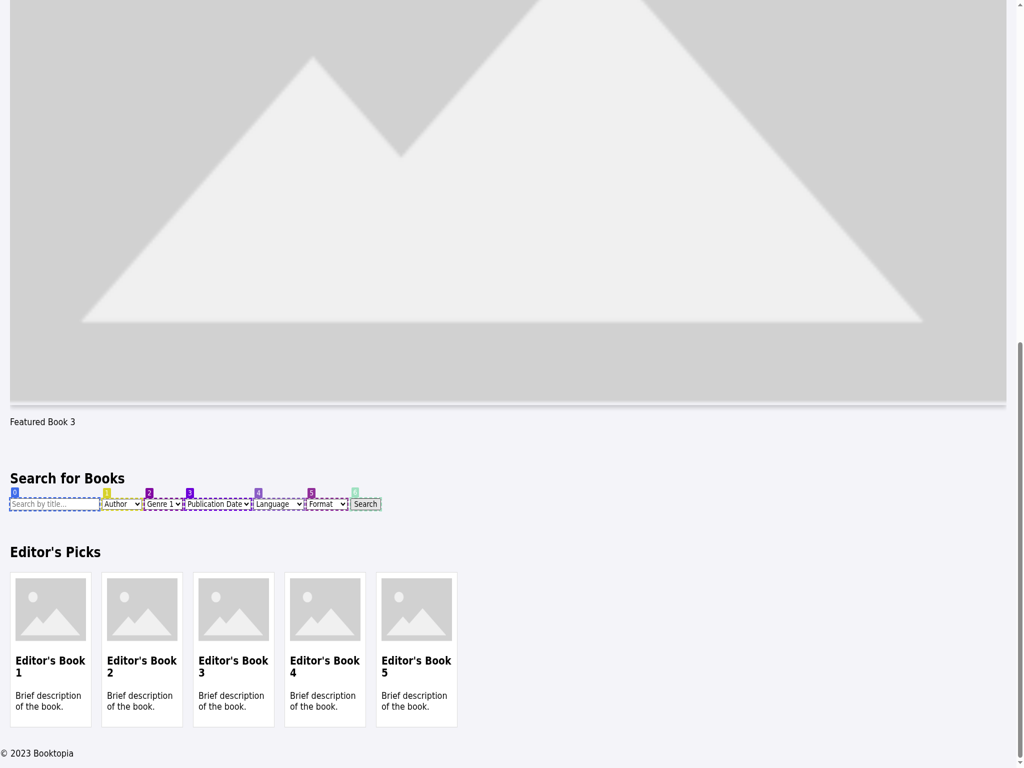 Featured Book 3
Search for Books
0 1 2 3 4 5 6
Search by title... Author Genre 1 Publication Date Language Format Search
Editor's Picks
Editor's Book 1
Brief description of the book.
Editor's Book 2
Brief description of the book.
Editor's Book 3
Brief description of the book.
Editor's Book 4
Brief description of the book.
Editor's Book 5
Brief description of the book.
© 2023 Booktopia